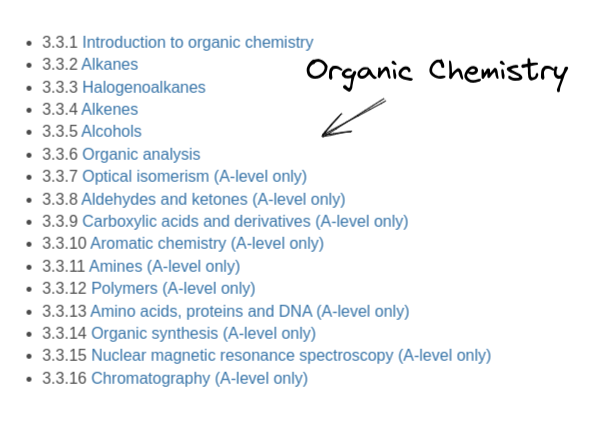 3.3.1 Introduction to organic chemistry
Organic Chemistry
3.3.2 Alkanes
3.3.3 Halogenoalkanes
3.3.4 Alkenes
3.3.5 Alcohols
3.3.6 Organic analysis
3.3.7 Optical isomerism (A-level only)
3.3.8 Aldehydes and ketones (A-level only)
3.3.9 Carboxylic acids and derivatives (A-level only)
3.3.10 Aromatic chemistry (A-level only)
3.3.11 Amines (A-level only)
3.3.12 Polymers (A-level only)
3.3.13 Amino acids, proteins and DNA (A-level only)
3.3.14 Organic synthesis (A-level only)
3.3.15 Nuclear magnetic resonance spectroscopy (A-level only)
3.3.16 Chromatography (A-level only)